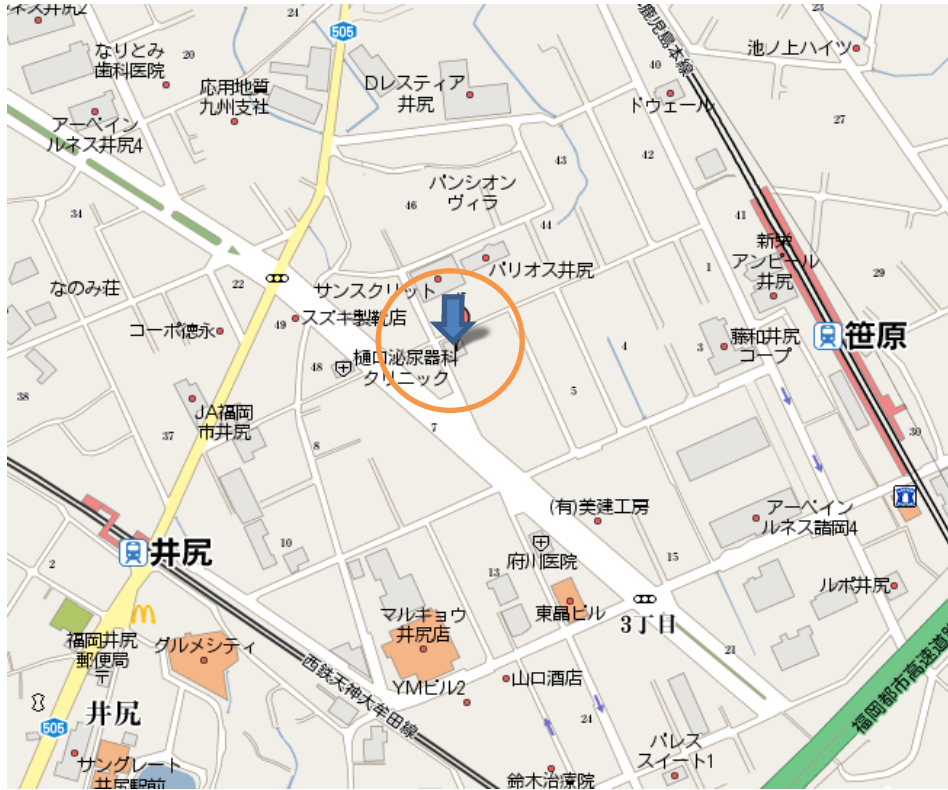 ネス井尻2
24
505
23
なりとみ
歯科医院
20
応用地質
九州支社
Dレスティア
井尻
鹿児島本線
池ノ上ハイツ
40
ドヴェール
27
アーベイン
ルネス井尻4
43
42
パンシオン
ヴィラ
46
44
34
41
新栄
アンピール
井尻
1
29
パリオス井尻
なのみ荘
22
サンスクリット
47
スズキ製靴店
49
コーポ徳永
樋口泌尿器科
クリニック
48
4
3
藤和井尻
コープ
笹原
38
5
JA福岡
市井尻
37
7
8
30
(有)美建工房
アーベイン
ルネス諸岡4
井尻
10
2
府川医院
13
15
ルポ井尻
マルキョウ
井尻店
東晶ビル
3丁目
福岡井尻
郵便局
グルメシティ
21
西鉄天神大牟田線
YMビル2
山口酒店
福岡都市高速道路
井尻
505
24
パレス
スイート1
サングレート
井尻駅前
鈴木治療院